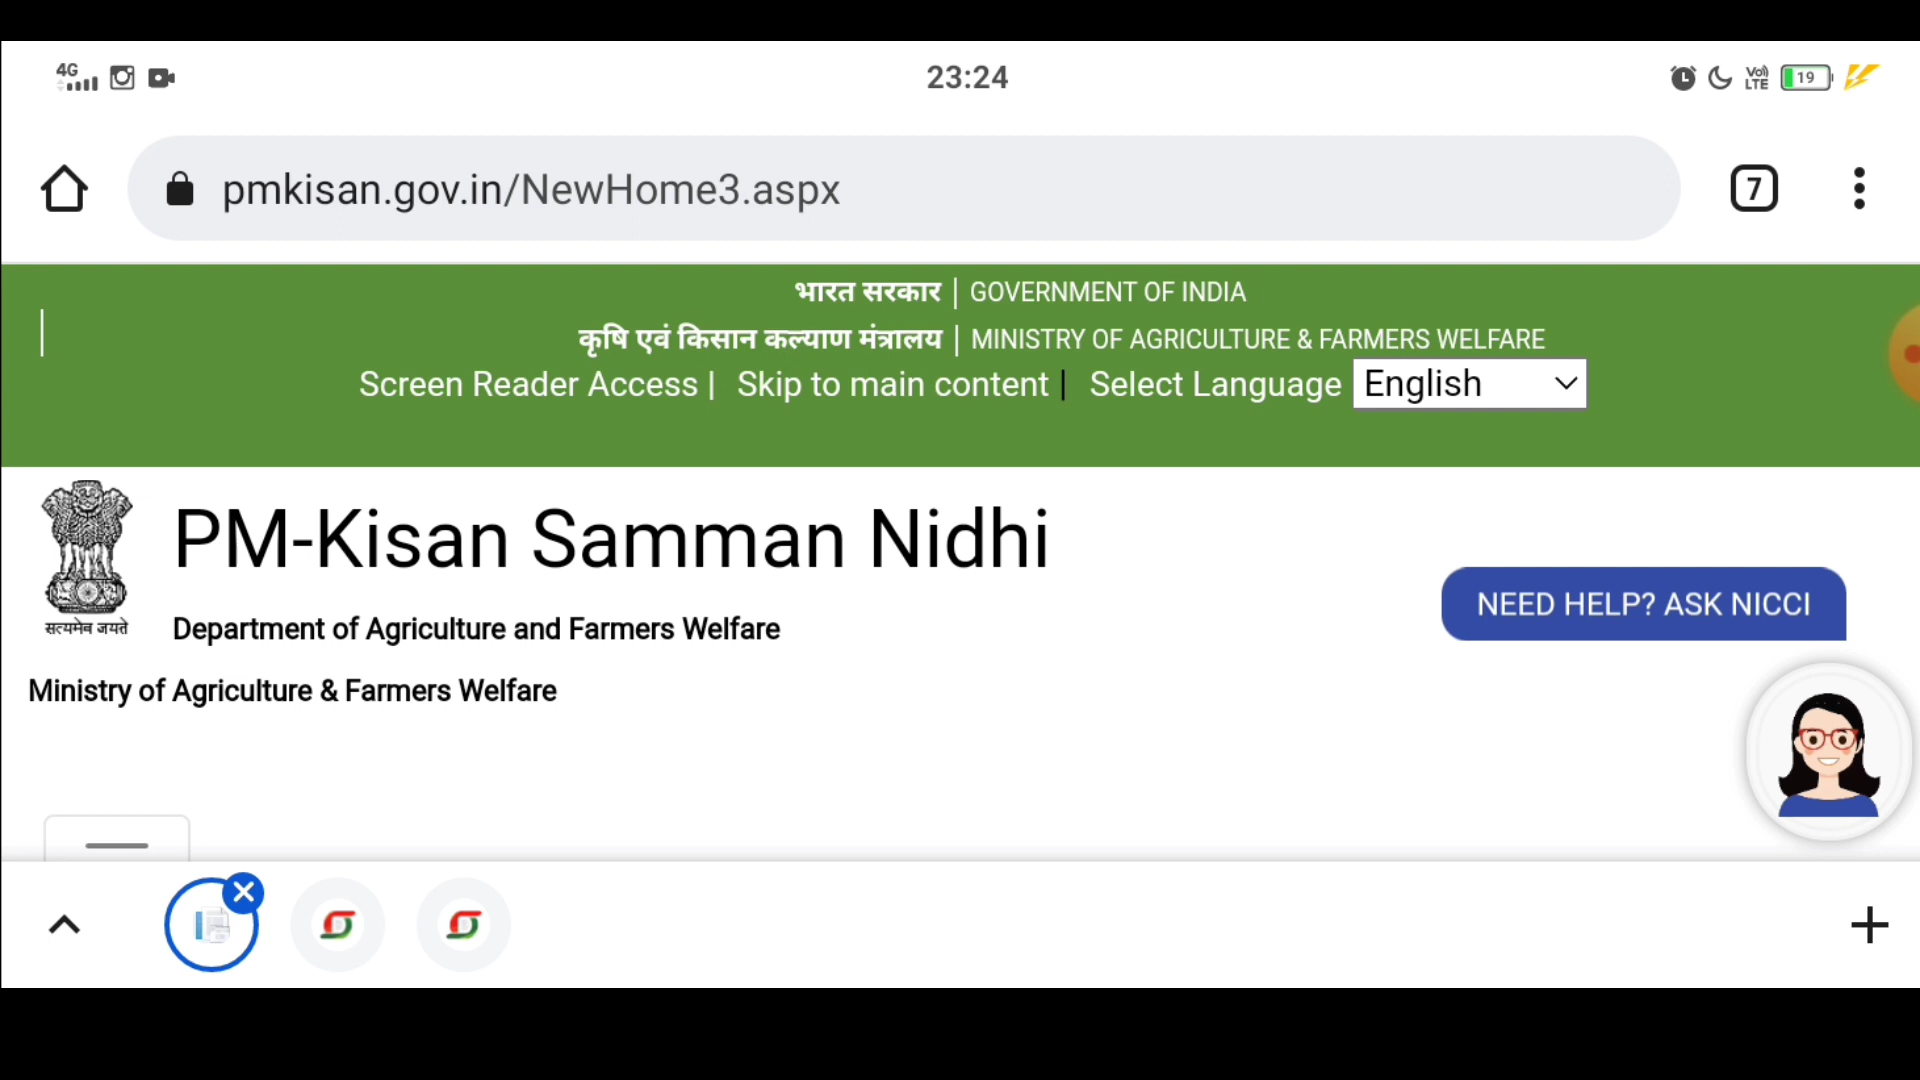 4G 23:24 Vo) LTE 19
pmkisan.gov.in/NewHome3.aspx 7
भारत सरकार | GOVERNMENT OF INDIA
कृषि एवं किसान कल्याण मंत्रालय | MINISTRY OF AGRICULTURE & FARMERS WELFARE
Screen Reader Access | Skip to main content | Select Language English
PM-Kisan Samman Nidhi
सत्यमेव जयते
Department of Agriculture and Farmers Welfare
Ministry of Agriculture & Farmers Welfare
NEED HELP? ASK NICCI